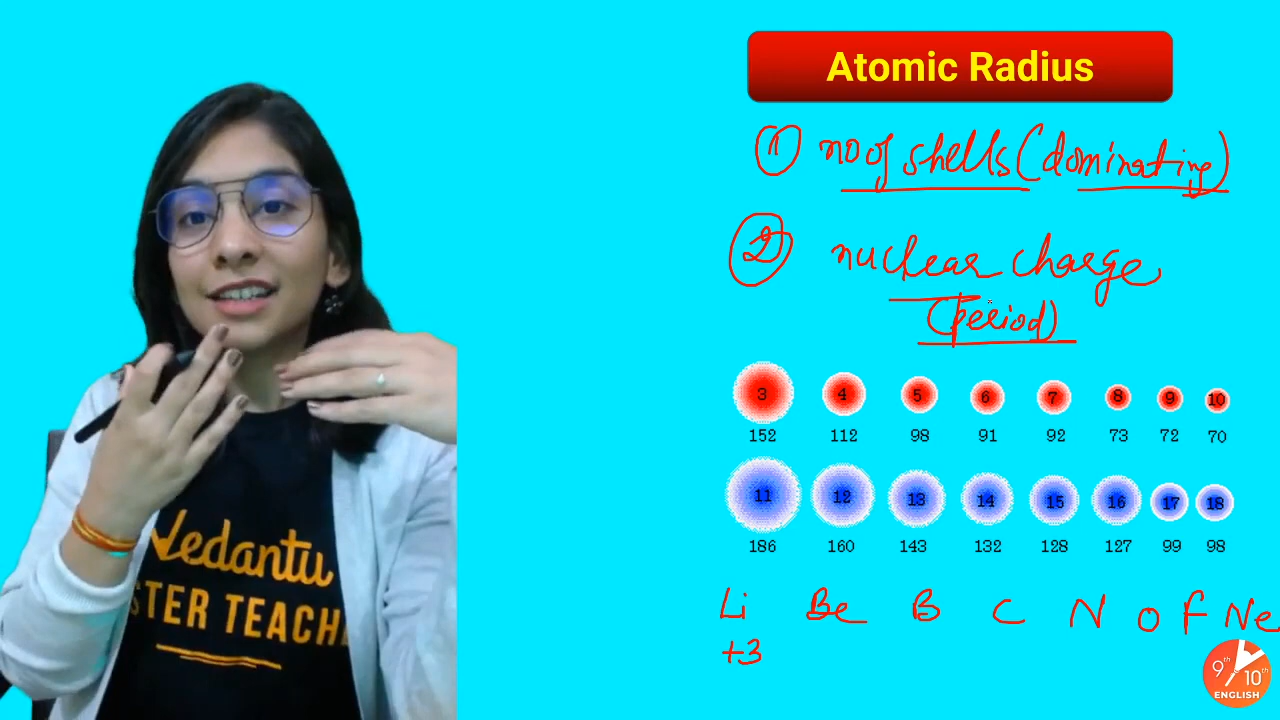 Atomic Radius
① no of shells (dominating)
② nuclear charge
(period)
3 4 5 6 7 8 9 10
152 112 98 91 92 73 72 70
11 12 13 14 15 16 17 18
186 160 143 132 128 127 99 98
Li Be B C N O F Ne
+3
Vedantu
STER TEACH
9th 10th
ENGLISH